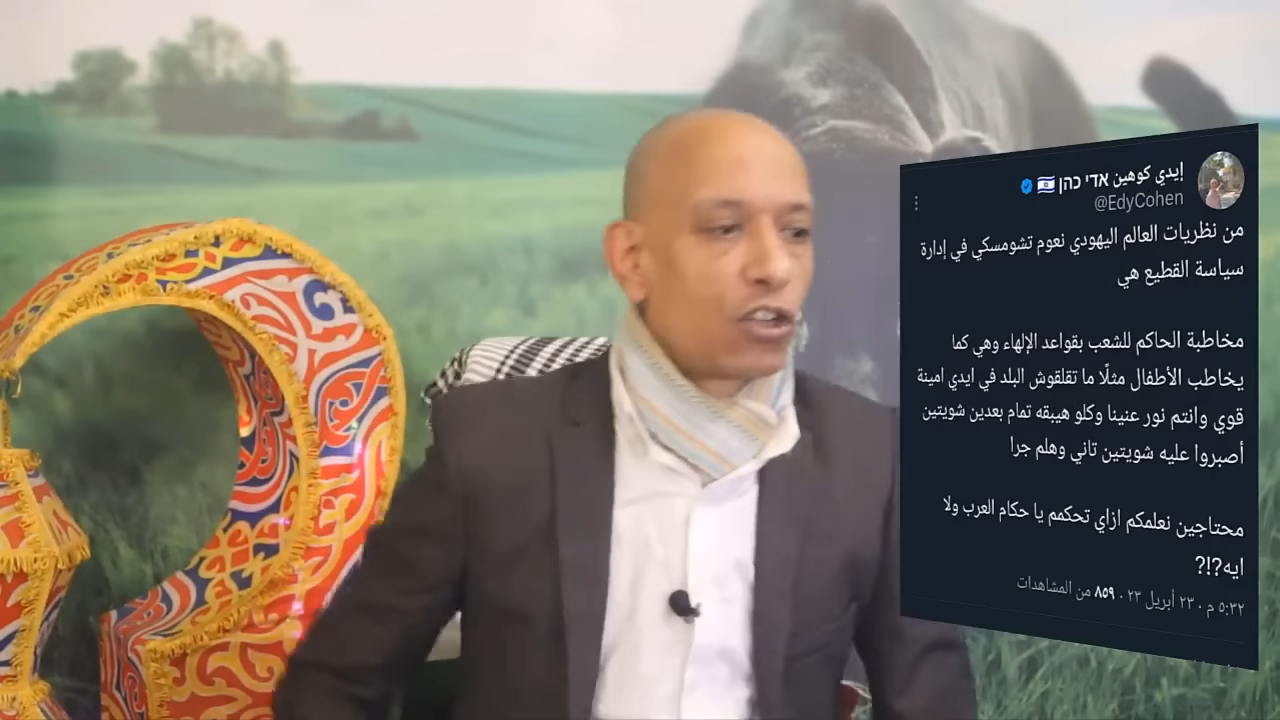 إيدي كوهين אדי כהן
@EdyCohen
من نظريات العالم اليهودي نعوم تشومسكي في إدارة
سياسة القطيع هي
مخاطبة الحاكم للشعب بقواعد الإلهاء وهي كما
يخاطب الأطفال مثلًا ما تقلقوش البلد في ايدي امينة
قوي وانتم نور عنينا وكلو هيبقه تمام بعدين شويتين
أصبروا عليه شويتين تاني وهلم جرا
محتاجين نعلمكم ازاي تحكمم يا حكام العرب ولا
ايه?!?
٥:٣٢ م · ٢٣ أبريل ٢٣ · ٨٥٩ من المشاهدات